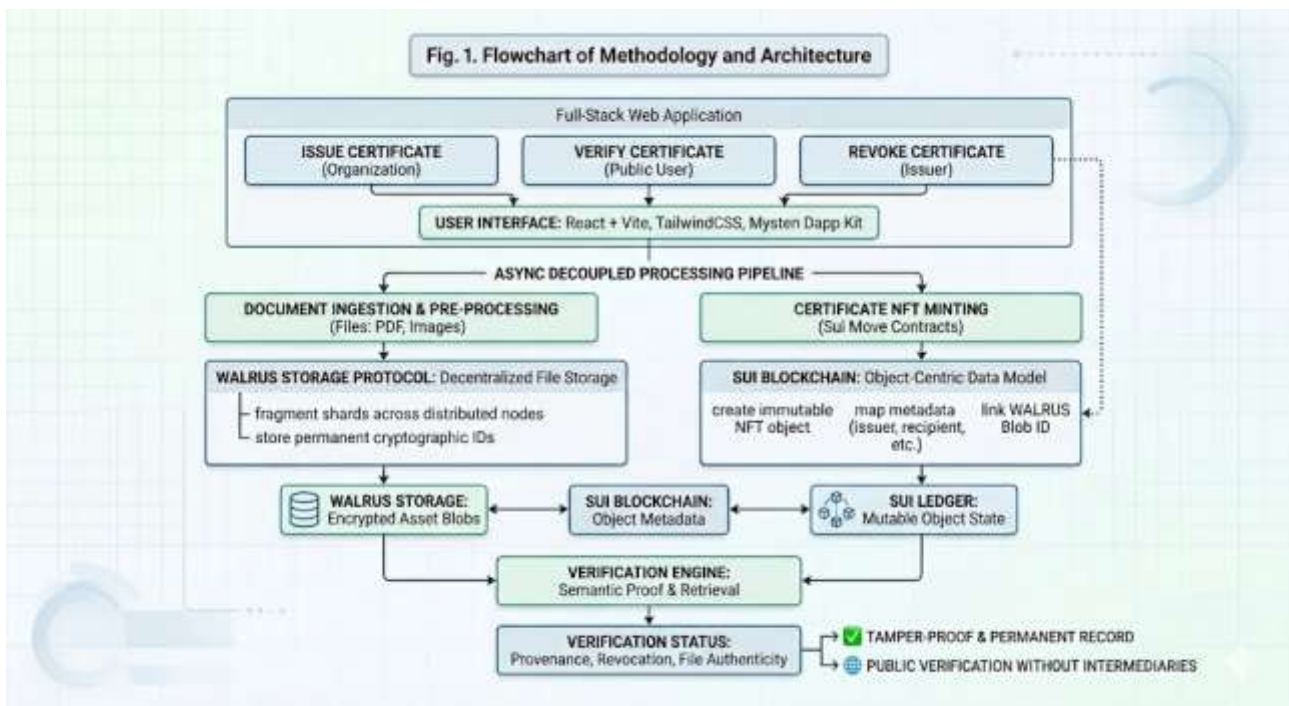 Fig. 1. Flowchart of Methodology and Architecture
Full-Stack Web Application
ISSUE CERTIFICATE
(Organization)
VERIFY CERTIFICATE
(Public User)
REVOKE CERTIFICATE
(Issuer)
USER INTERFACE: React + Vite, TailwindCSS, Mysten Dapp Kit
ASYNC DECOUPLED PROCESSING PIPELINE
DOCUMENT INGESTION & PRE-PROCESSING
(Files: PDF, Images)
CERTIFICATE NFT MINTING
(Sui Move Contracts)
WALRUS STORAGE PROTOCOL: Decentralized File Storage
fragment shards across distributed nodes
store permanent cryptographic IDs
SUI BLOCKCHAIN: Object-Centric Data Model
create immutable
NFT object
map metadata
(issuer, recipient,
etc.)
link WALRUS
Blob ID
WALRUS STORAGE:
Encrypted Asset Blobs
SUI BLOCKCHAIN:
Object Metadata
SUI LEDGER:
Mutable Object State
VERIFICATION ENGINE:
Semantic Proof & Retrieval
VERIFICATION STATUS:
Provenance, Revocation, File Authenticity
TAMPER-PROOF & PERMANENT RECORD
PUBLIC VERIFICATION WITHOUT INTERMEDIARIES